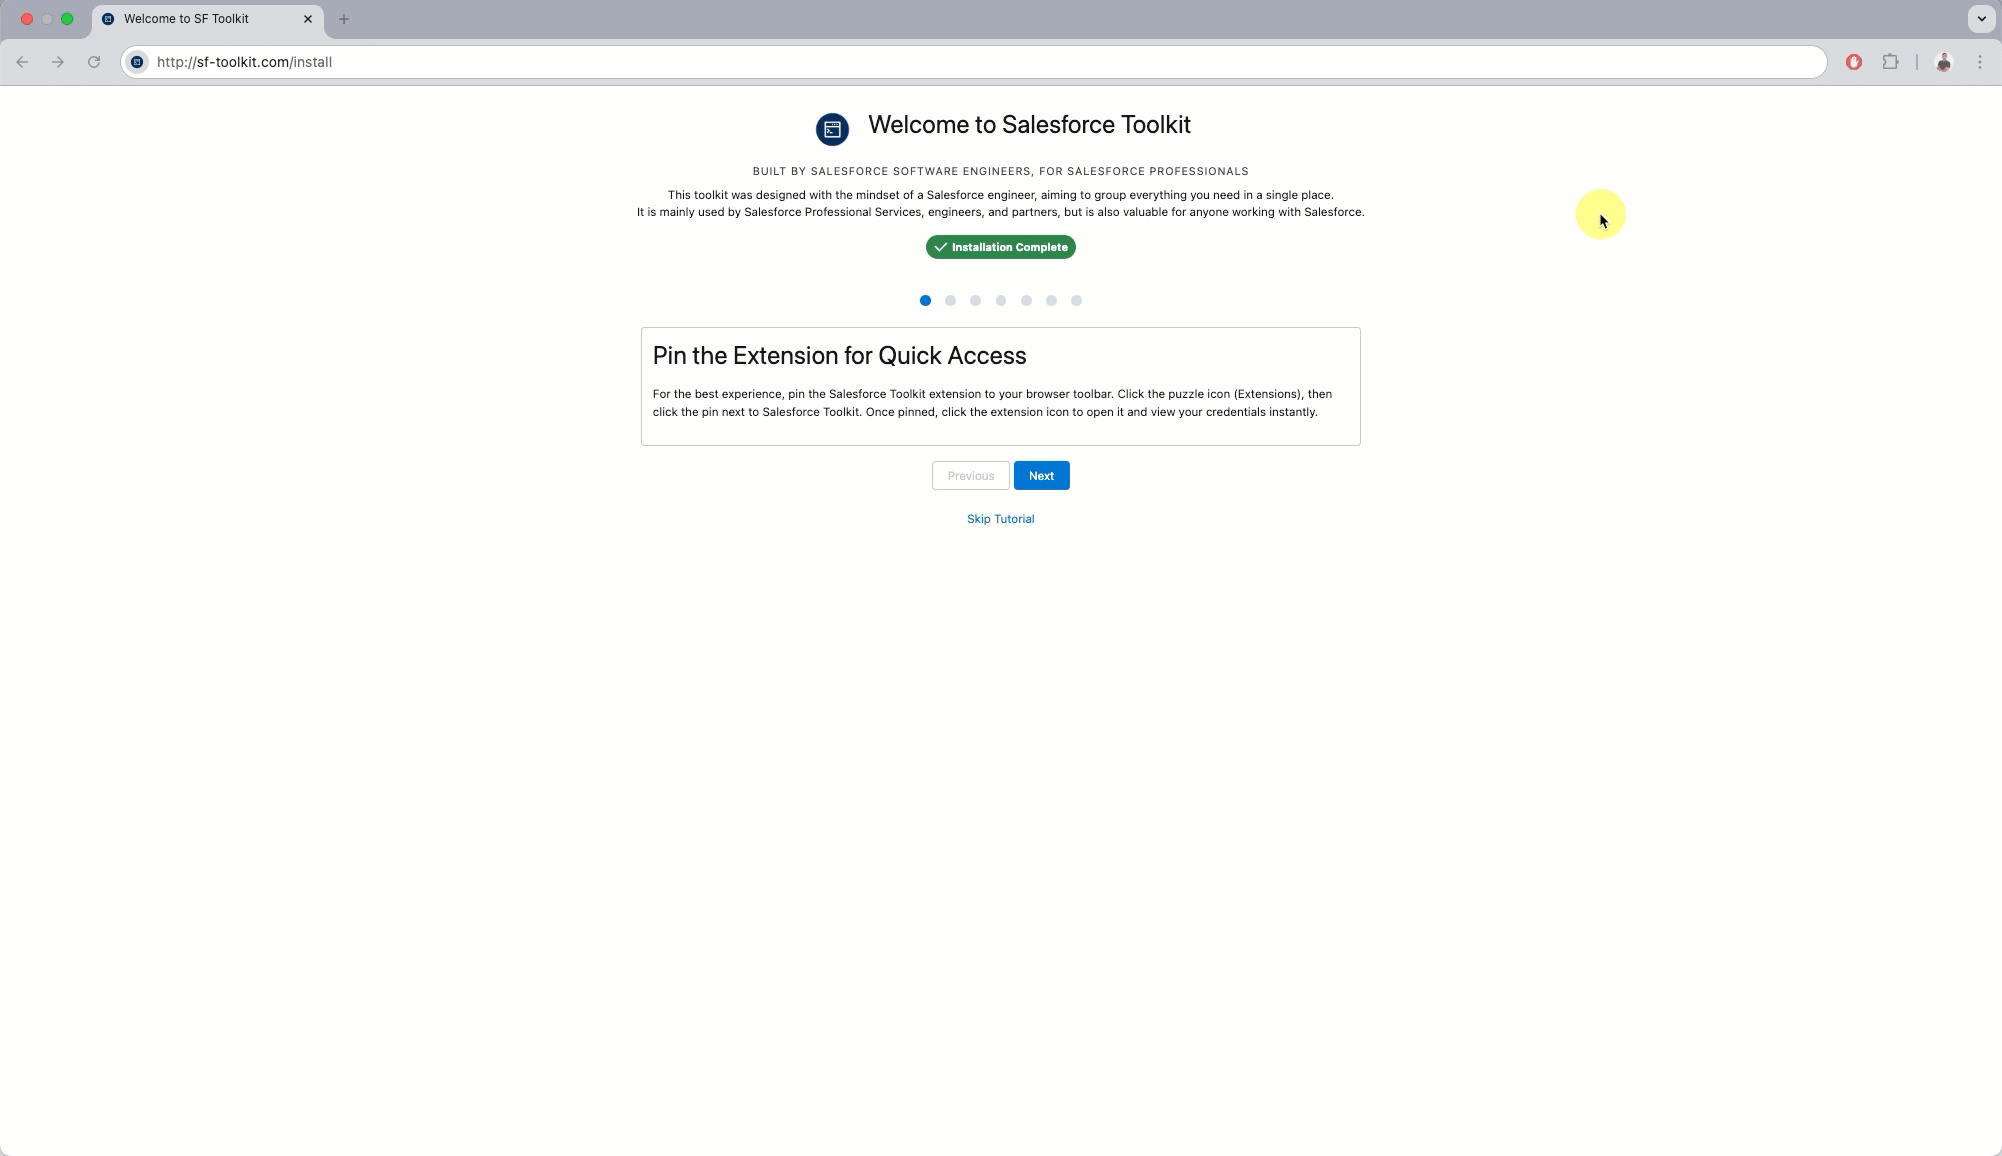 Welcome to SF Toolkit
http://sf-toolkit.com/install
Welcome to Salesforce Toolkit
BUILT BY SALESFORCE SOFTWARE ENGINEERS, FOR SALESFORCE PROFESSIONALS
This toolkit was designed with the mindset of a Salesforce engineer, aiming to group everything you need in a single place.
It is mainly used by Salesforce Professional Services, engineers, and partners, but is also valuable for anyone working with Salesforce.
Installation Complete
Pin the Extension for Quick Access
For the best experience, pin the Salesforce Toolkit extension to your browser toolbar. Click the puzzle icon (Extensions), then
click the pin next to Salesforce Toolkit. Once pinned, click the extension icon to open it and view your credentials instantly.
Previous
Next
Skip Tutorial